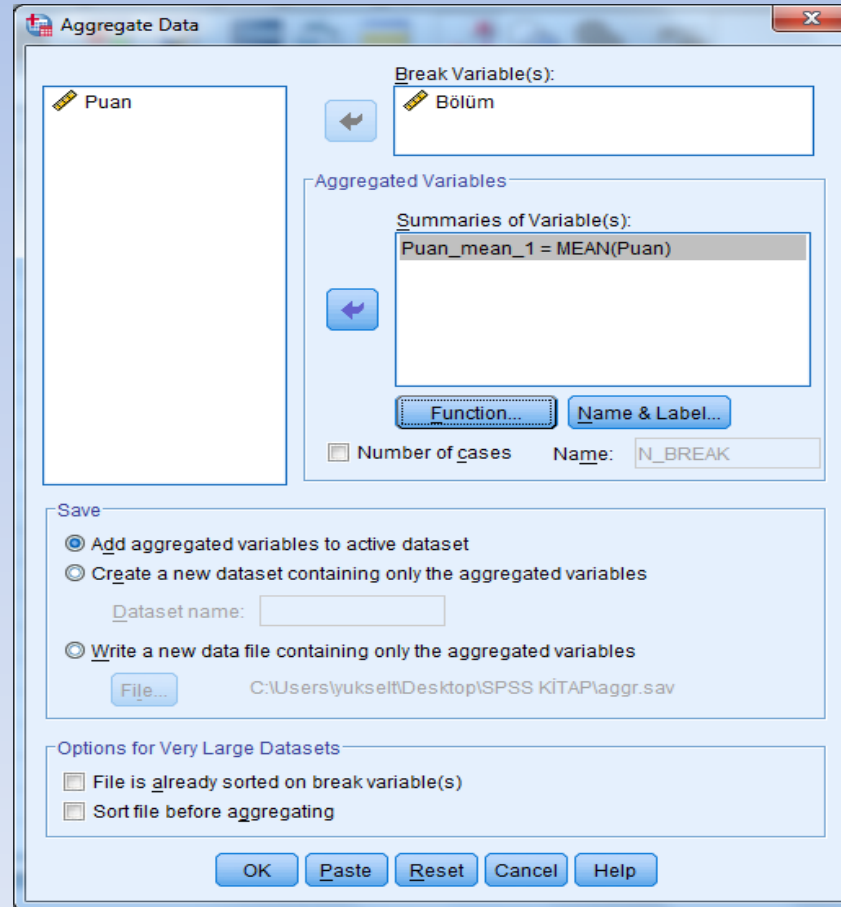 Aggregate Data
Puan
Break Variable(s):
Bölüm
Aggregated Variables
Summaries of Variable(s):
Puan_mean_1 = MEAN(Puan)
Function...
Name & Label...
Number of cases
Name:
N_BREAK
Save
Add aggregated variables to active dataset
Create a new dataset containing only the aggregated variables
Dataset name:
Write a new data file containing only the aggregated variables
File...
C:\Users\yukselt\Desktop\SPSS KİTAP\aggr.sav
Options for Very Large Datasets
File is already sorted on break variable(s)
Sort file before aggregating
OK
Paste
Reset
Cancel
Help